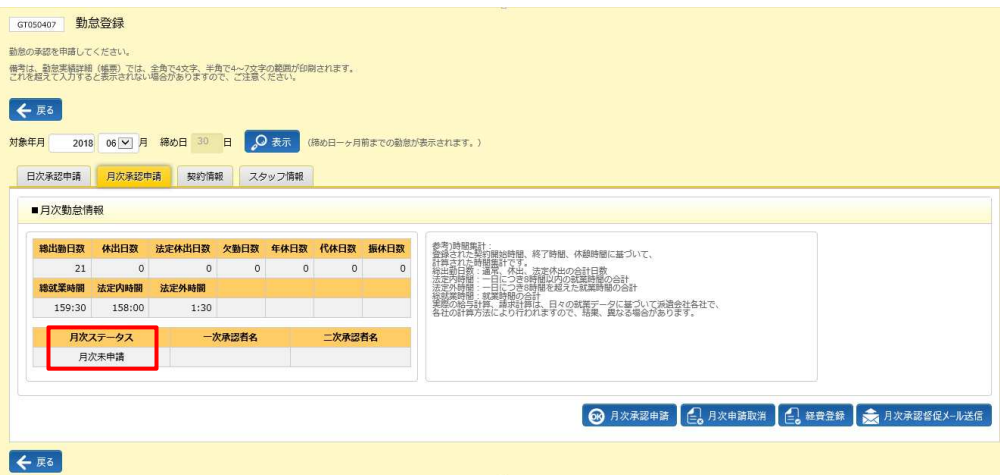 GT050407 勤怠登録
勤怠の承認を申請してください。
備考は、勤怠実績詳細（帳票）では、全角で4文字、半角で4～7文字の範囲が印刷されます。
これを超えて入力すると表示されない場合がありますので、ご注意ください。
戻る
対象年月 2018 06 月 締め日 30 日 表示 (締め日一ヶ月前までの勤怠が表示されます。)
日次承認申請 月次承認申請 契約情報 スタッフ情報
■月次勤怠情報
総出勤日数 休出日数 法定休出日数 欠勤日数 年休日数 代休日数 振休日数
21 0 0 0 0 0 0
総就業時間 法定内時間 法定外時間
159:30 158:00 1:30
月次ステータス 一次承認者名 二次承認者名
月次未申請
参考)時間集計：
登録された契約開始時間、終了時間、休憩時間に基づいて、
計算された時間集計です。
総出勤日数：通常、休出、法定休出の合計日数
法定内時間：一日につき8時間以内の就業時間の合計
法定外時間：一日につき8時間を超えた就業時間の合計
総就業時間：就業時間の合計
実際の給与計算、請求計算は、日々の就業データに基づいて派遣会社各社で、
各社の計算方法により行われますので、結果、異なる場合があります。
OK 月次承認申請 月次申請取消 経費登録 月次承認督促メール送信
戻る